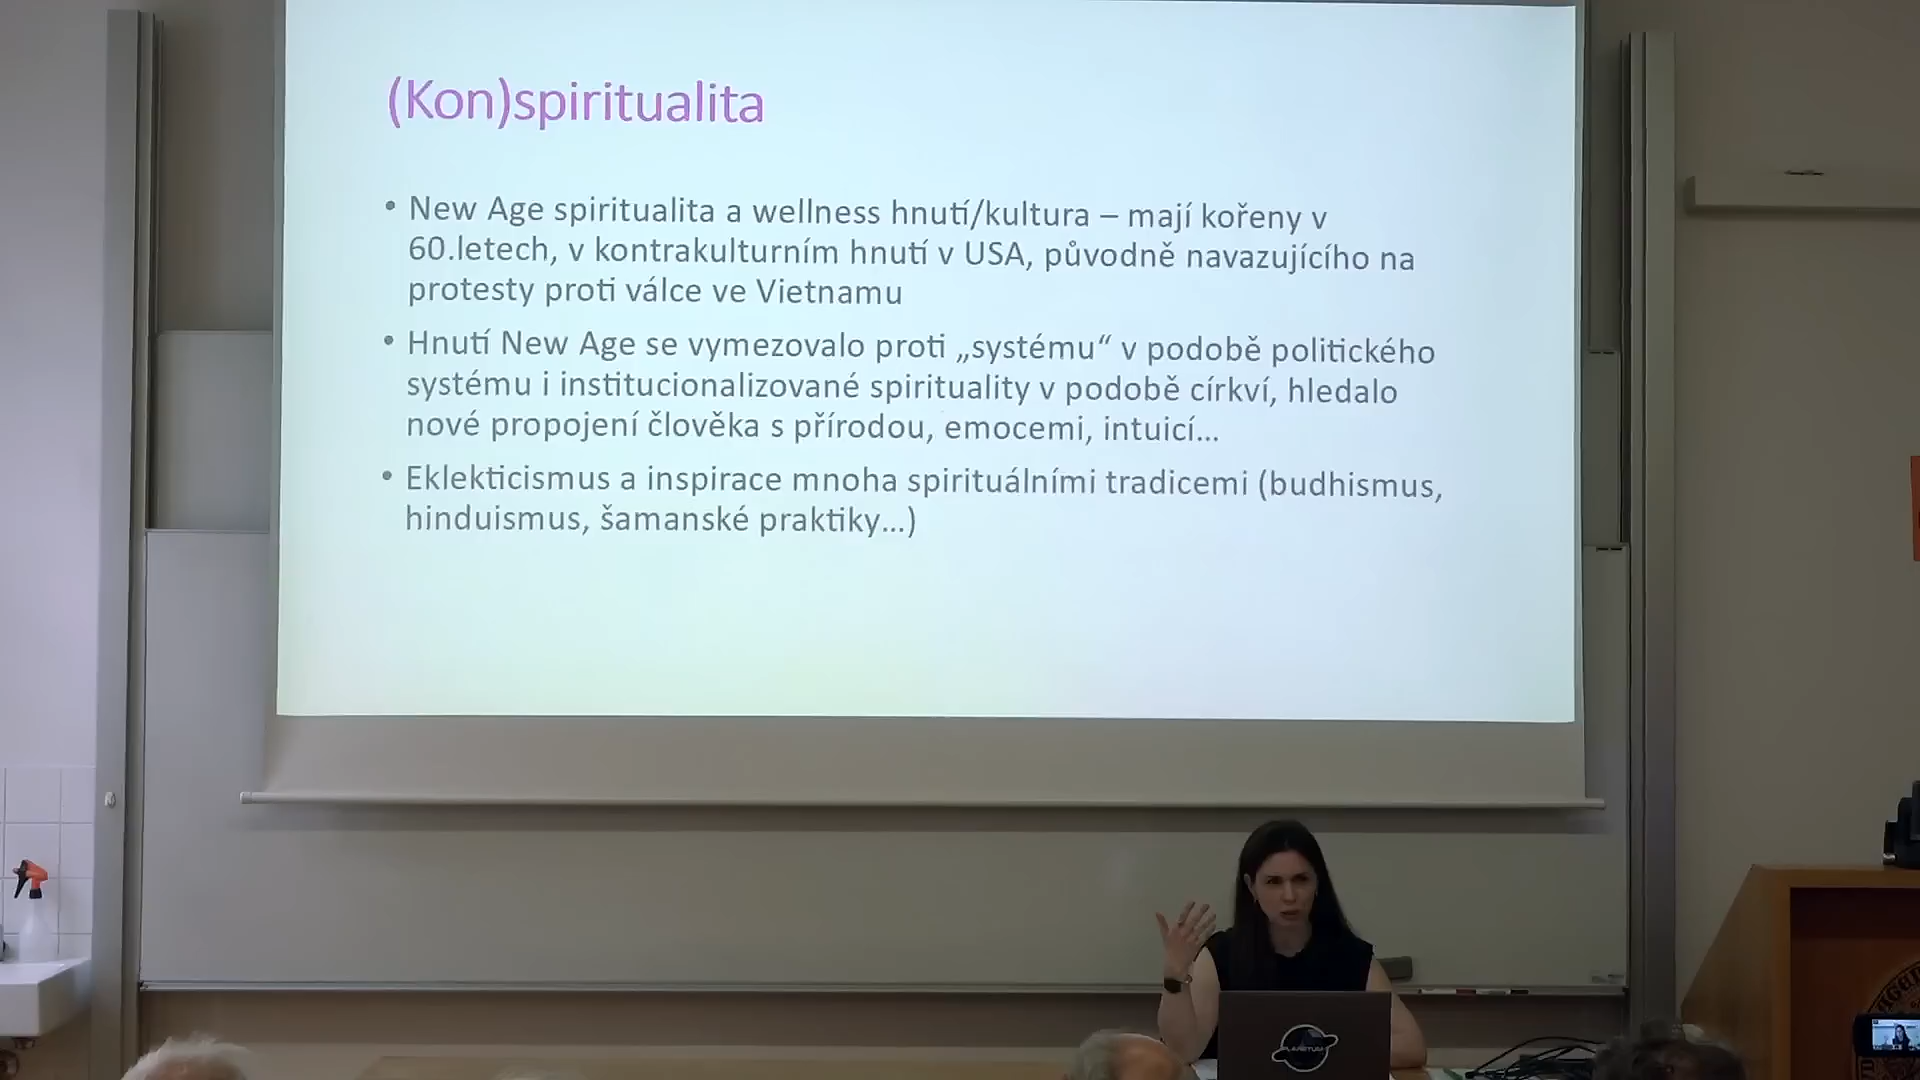 (Kon)spiritualita
• New Age spiritualita a wellness hnutí/kultura – mají kořeny v
60.letech, v kontrakulturním hnutí v USA, původně navazujícího na
protesty proti válce ve Vietnamu
• Hnutí New Age se vymezovalo proti „systému“ v podobě politického
systému i institucionalizované spirituality v podobě církví, hledalo
nové propojení člověka s přírodou, emocemi, intuicí...
• Eklekticismus a inspirace mnoha spirituálními tradicemi (budhismus,
hinduismus, šamanské praktiky...)
PLANETUM